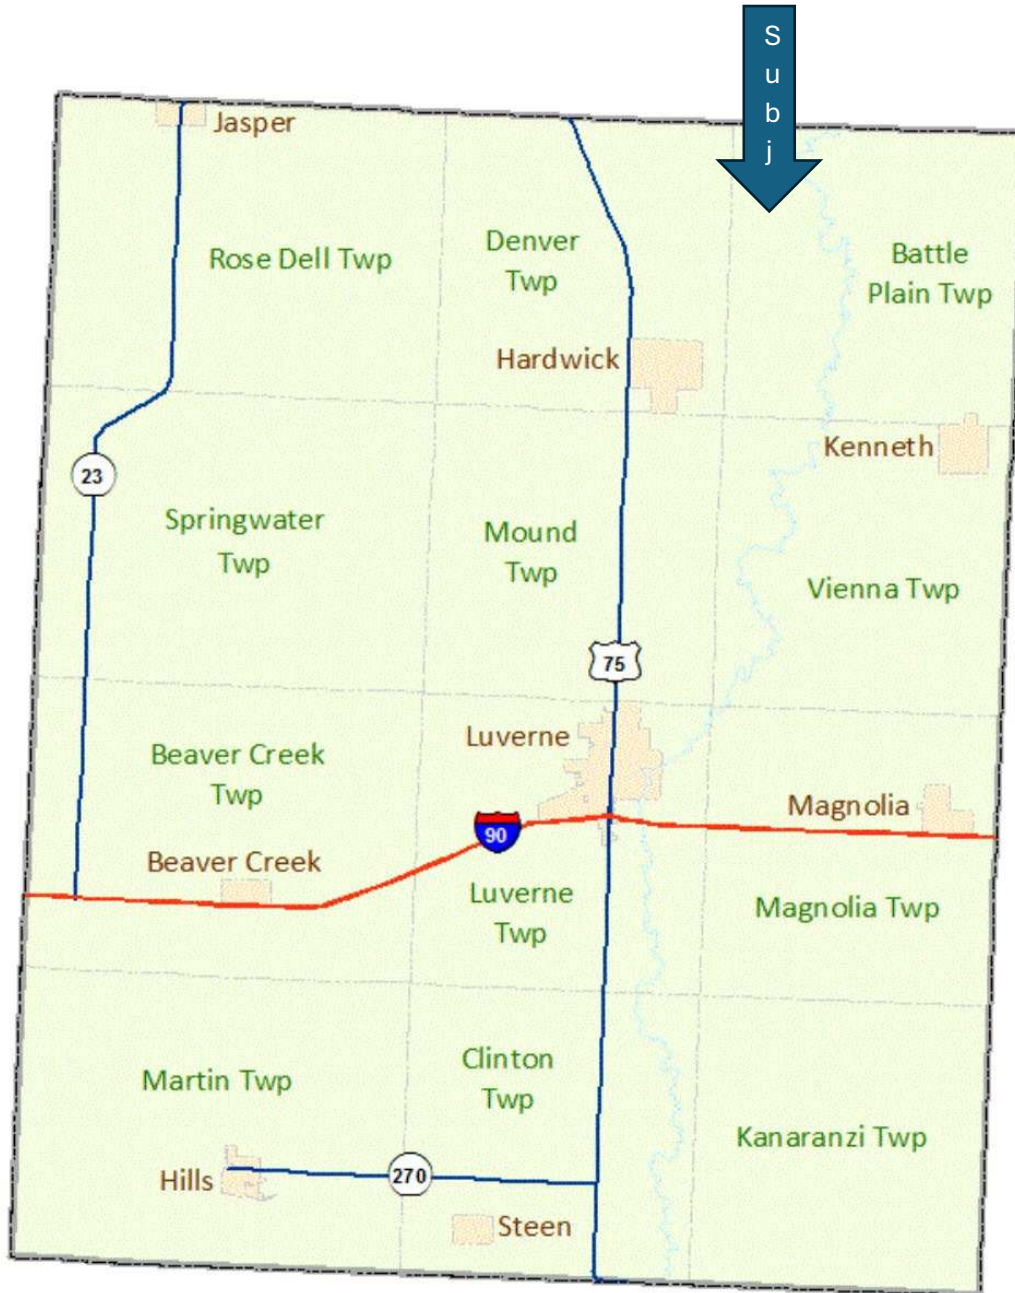 S
u
b
j
Jasper
Rose Dell Twp
Denver
Twp
Battle
Plain Twp
Hardwick
Kenneth
23
Springwater
Twp
Mound
Twp
Vienna Twp
75
Luverne
Beaver Creek
Twp
Magnolia
90
Beaver Creek
Luverne
Twp
Magnolia Twp
Martin Twp
Clinton
Twp
Kanaranzi Twp
Hills
270
Steen